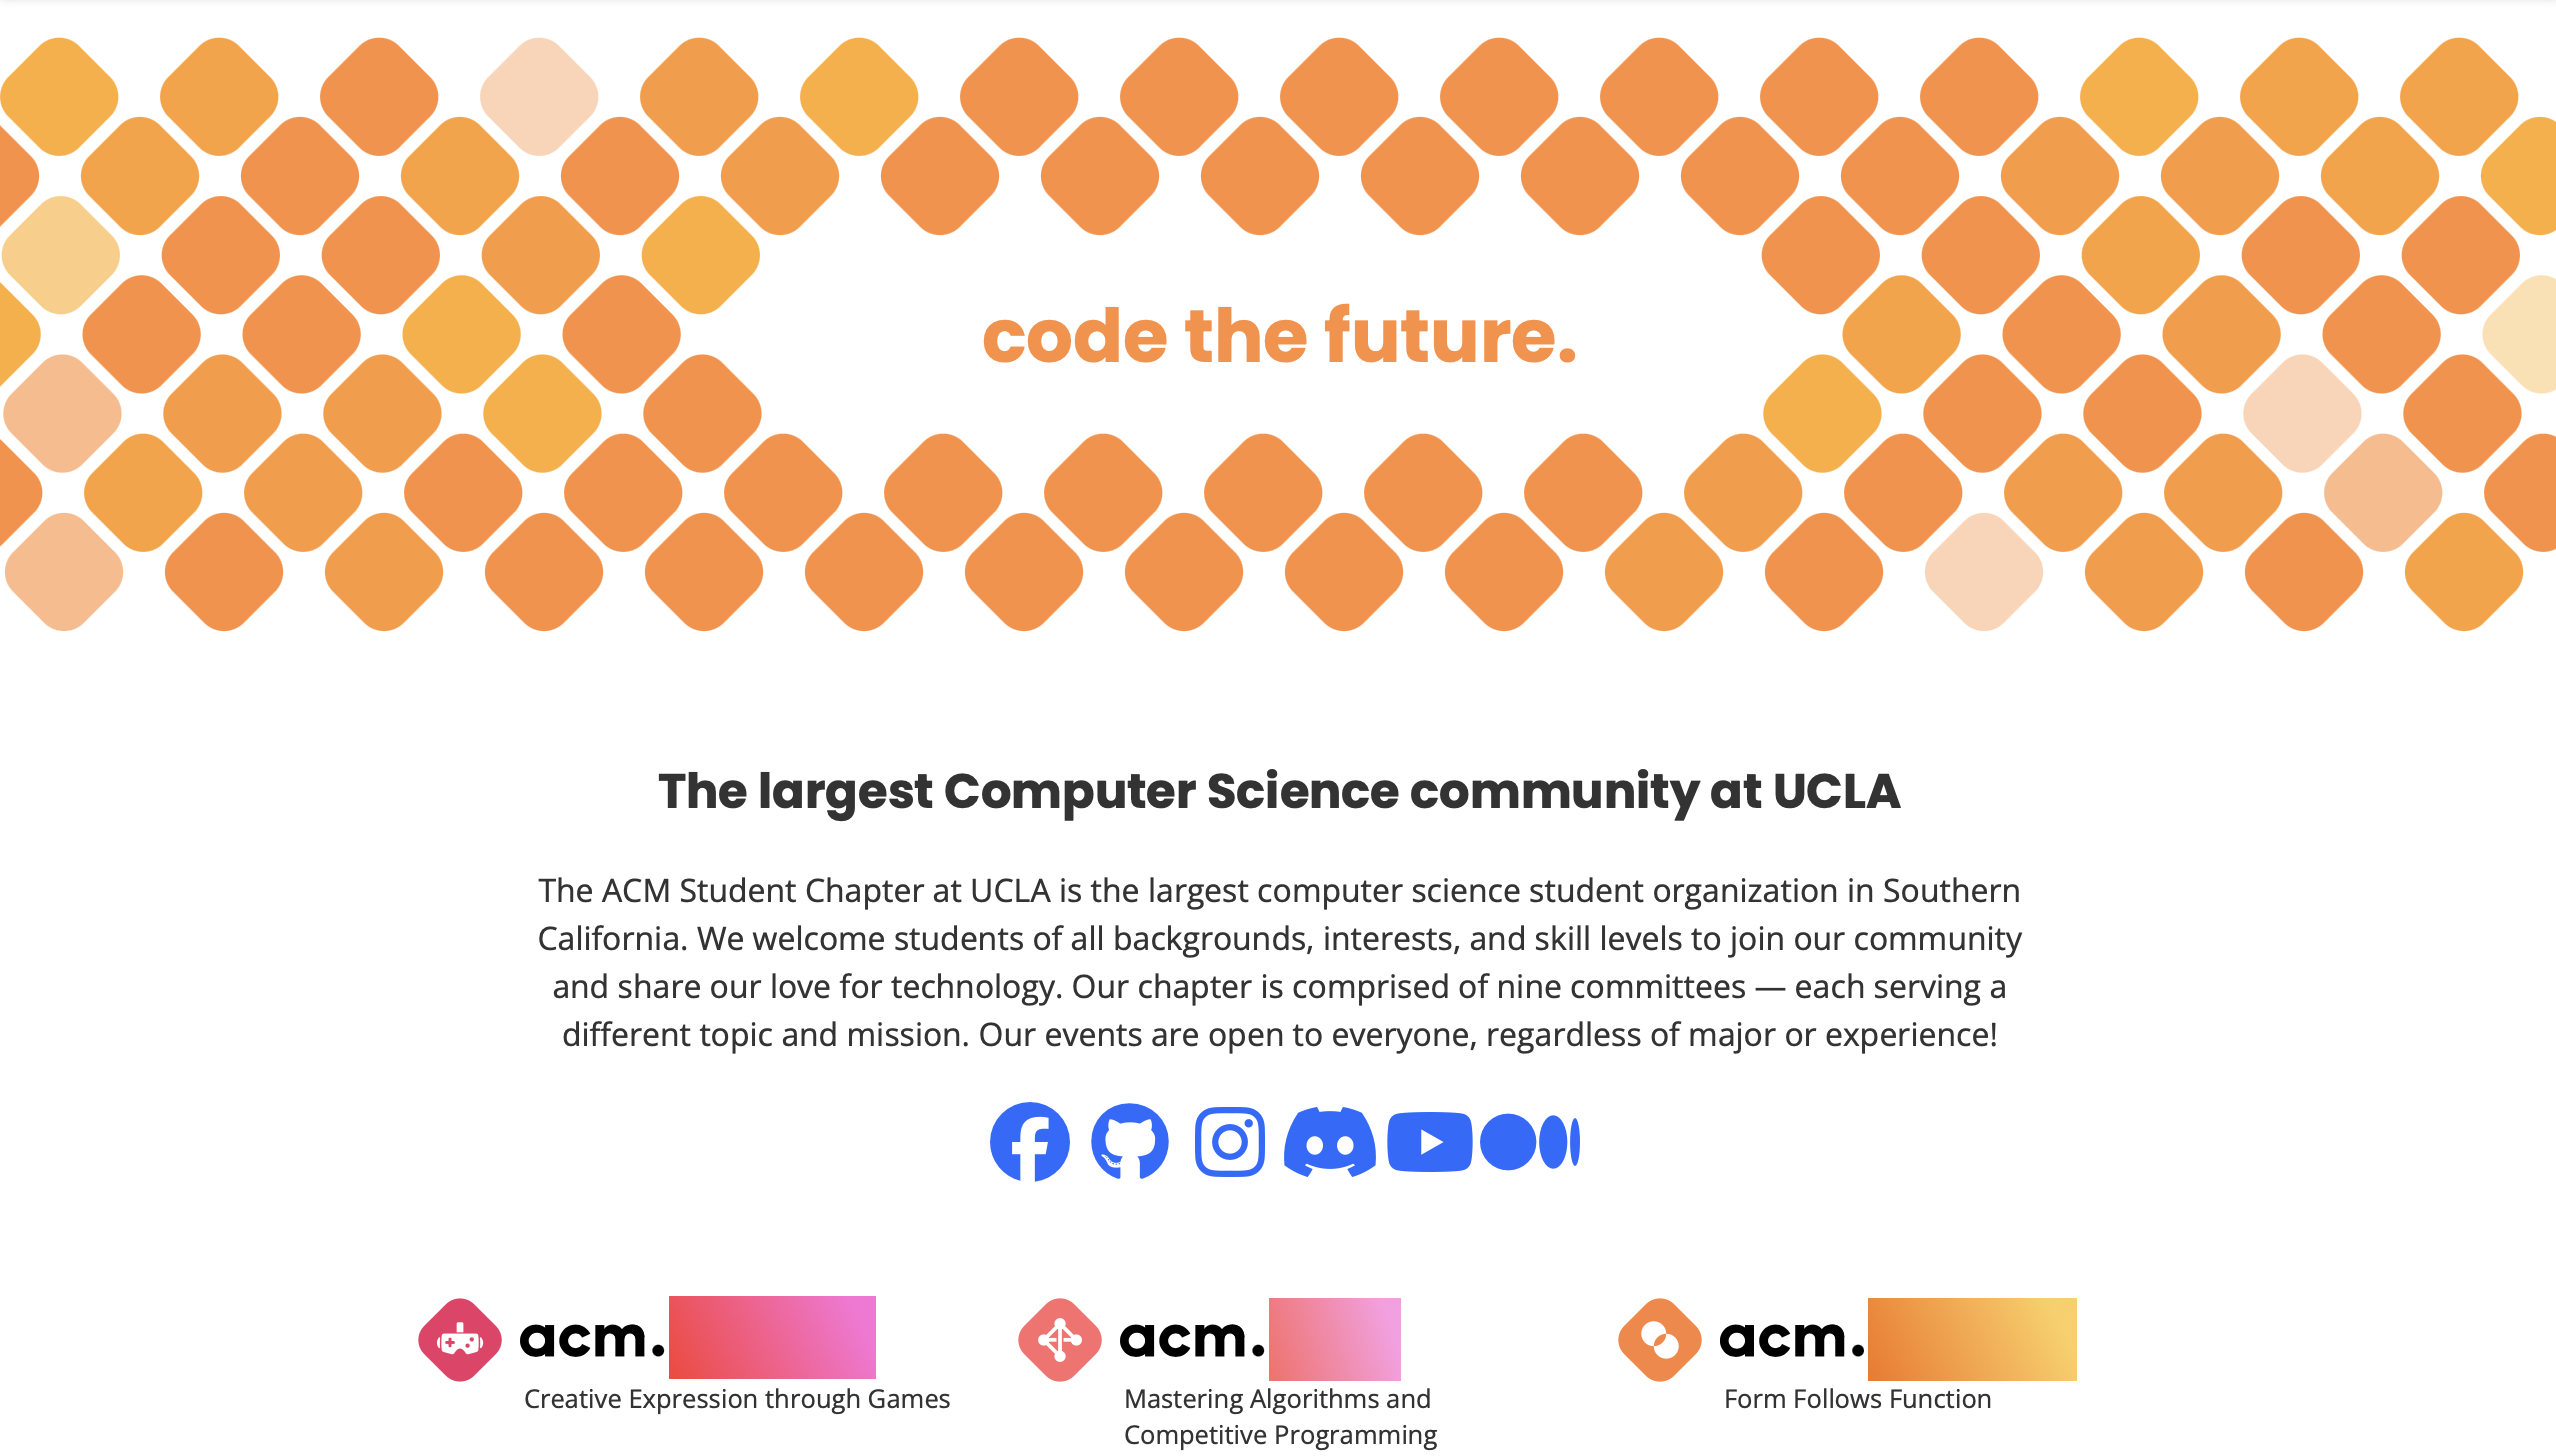 code the future.
The largest Computer Science community at UCLA
The ACM Student Chapter at UCLA is the largest computer science student organization in Southern
California. We welcome students of all backgrounds, interests, and skill levels to join our community
and share our love for technology. Our chapter is comprised of nine committees — each serving a
different topic and mission. Our events are open to everyone, regardless of major or experience!
acm.
Creative Expression through Games
acm.
Mastering Algorithms and
Competitive Programming
acm.
Form Follows Function